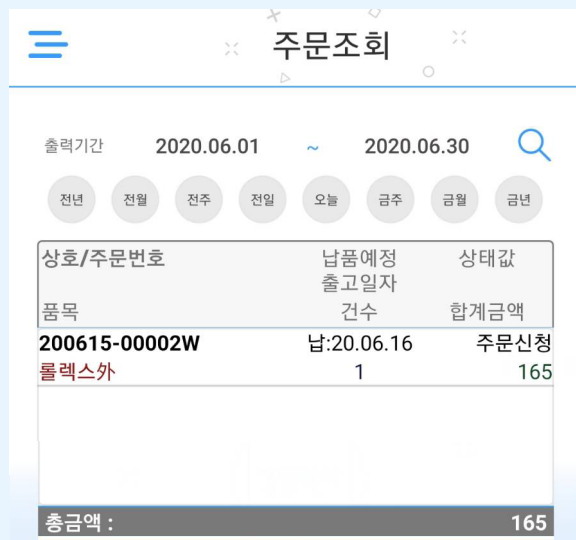 주문조회
출력기간 2020.06.01 ~ 2020.06.30
전년 전월 전주 전일 오늘 금주 금월 금년
상호/주문번호 납품예정 상태값
출고일자
품목 건수 합계금액
200615-00002W 납:20.06.16 주문신청
롤렉스外 1 165
총금액 : 165